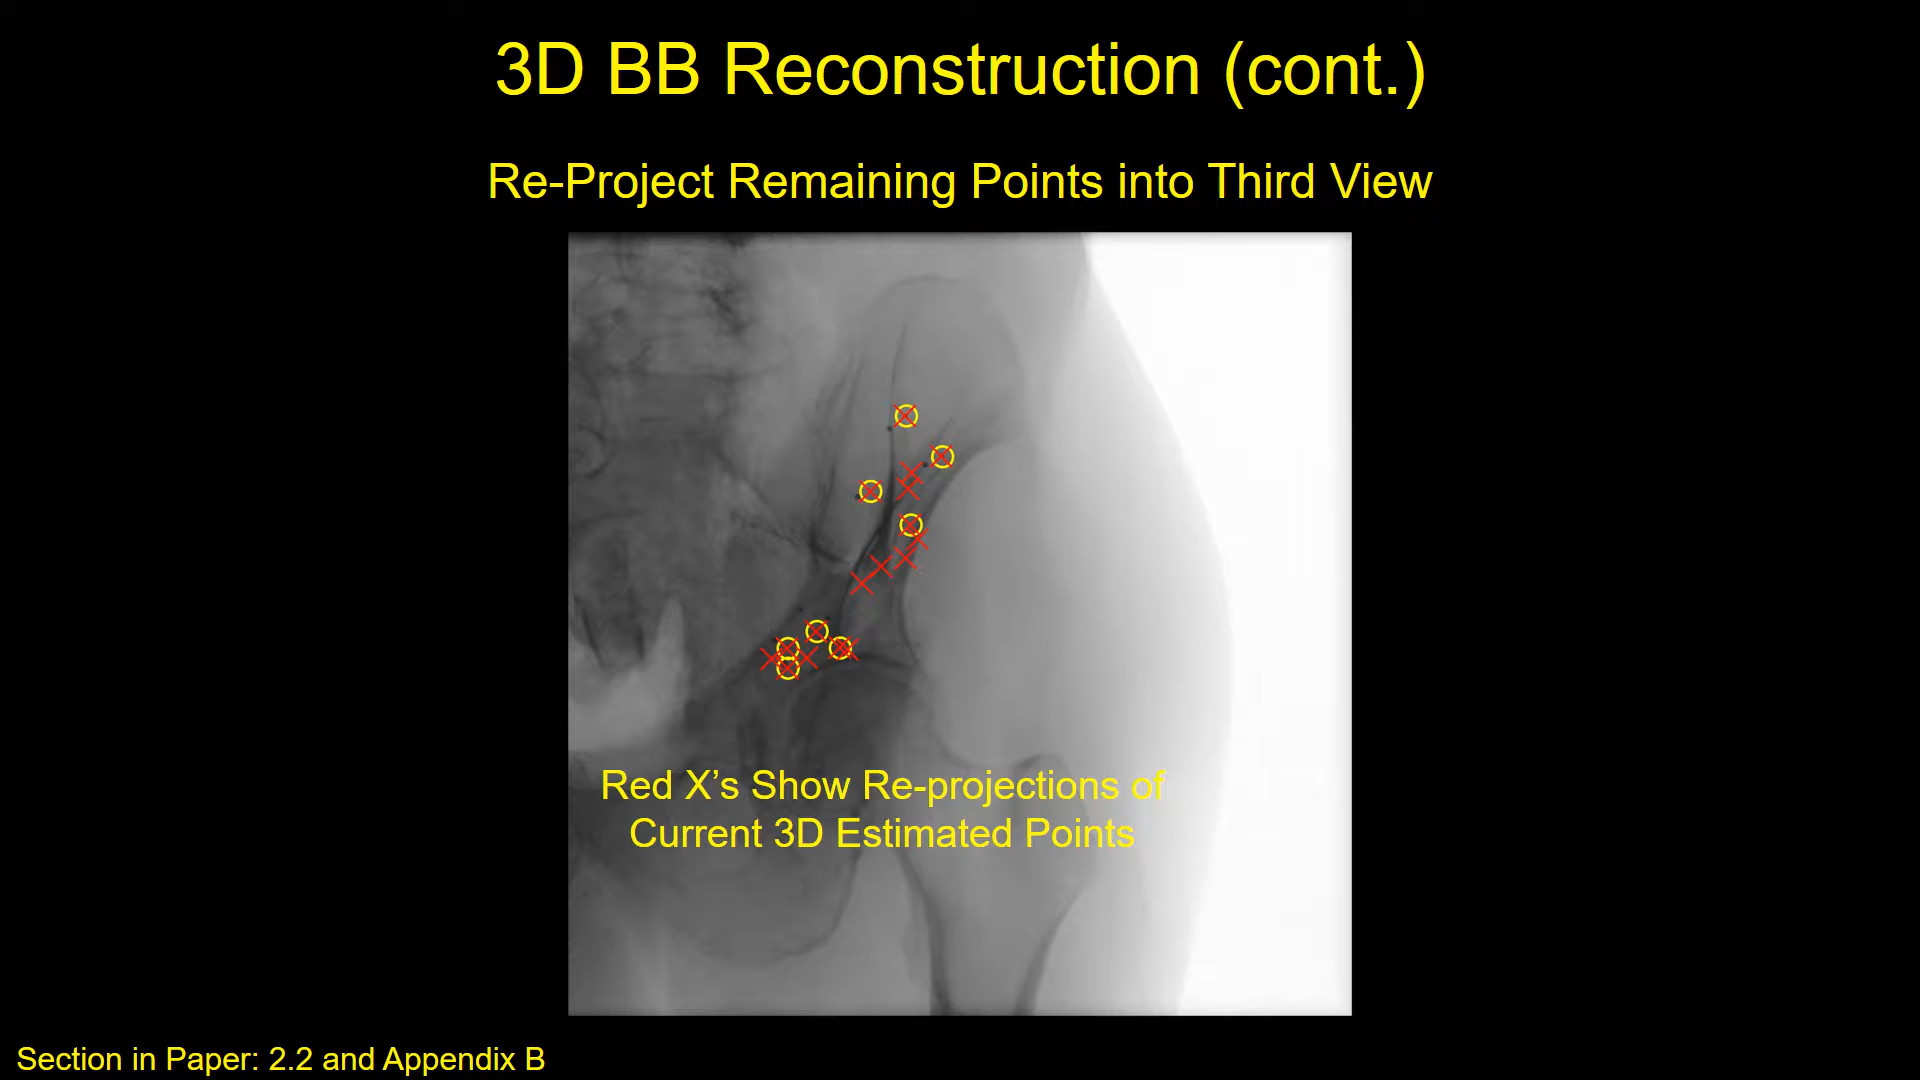 3D BB Reconstruction (cont.)
Re-Project Remaining Points into Third View
Red X’s Show Re-projections of
Current 3D Estimated Points
Section in Paper: 2.2 and Appendix B